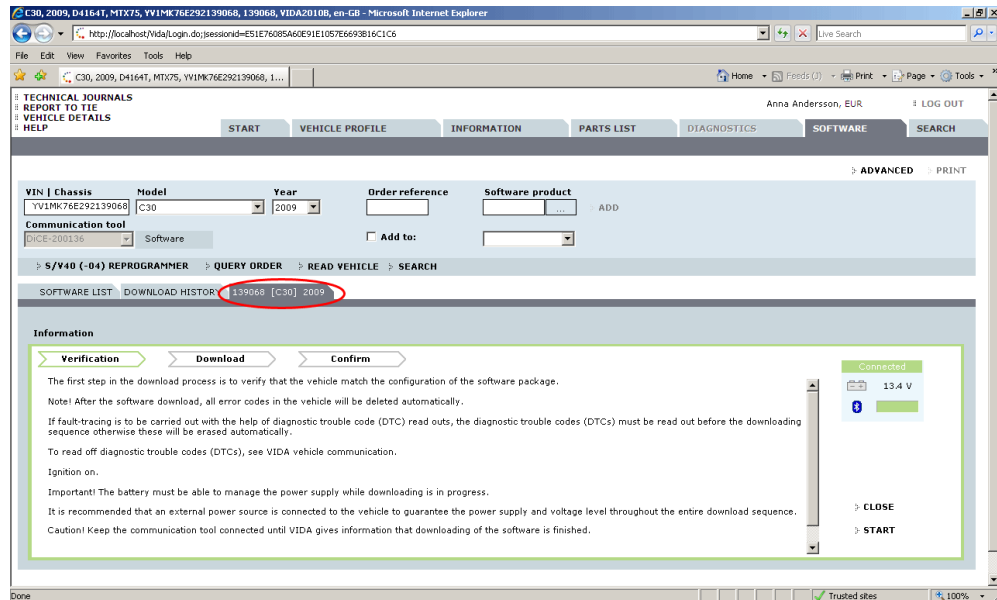 C30, 2009, D4164T, MTX75, YV1MK76E292139068, 139068, VIDA2010B, en-GB - Microsoft Internet Explorer
http://localhost/Vida/Login.do;jsessionid=E51E76085A60E91E1057E6693B16C1C6
Live Search
File Edit View Favorites Tools Help
C30, 2009, D4164T, MTX75, YV1MK76E292139068, 1...
Home Feeds (J) Print Page Tools
TECHNICAL JOURNALS
REPORT TO TIE
VEHICLE DETAILS
HELP
Anna Andersson, EUR LOG OUT
START VEHICLE PROFILE INFORMATION PARTS LIST DIAGNOSTICS SOFTWARE SEARCH
ADVANCED PRINT
VIN | Chassis Model Year Order reference Software product
YV1MK76E292139068 C30 2009 ... ADD
Communication tool
DiCE-200136 Software Add to:
S/V40 (-04) REPROGRAMMER QUERY ORDER READ VEHICLE SEARCH
SOFTWARE LIST DOWNLOAD HISTORY 139068 [C30] 2009
Information
Verification Download Confirm
Connected
13.4 V
The first step in the download process is to verify that the vehicle match the configuration of the software package.
Note! After the software download, all error codes in the vehicle will be deleted automatically.
If fault-tracing is to be carried out with the help of diagnostic trouble code (DTC) read outs, the diagnostic trouble codes (DTCs) must be read out before the downloading
sequence otherwise these will be erased automatically.
To read off diagnostic trouble codes (DTCs), see VIDA vehicle communication.
Ignition on.
Important! The battery must be able to manage the power supply while downloading is in progress.
It is recommended that an external power source is connected to the vehicle to guarantee the power supply and voltage level throughout the entire download sequence.
Caution! Keep the communication tool connected until VIDA gives information that downloading of the software is finished.
CLOSE
START
Done Trusted sites 100%